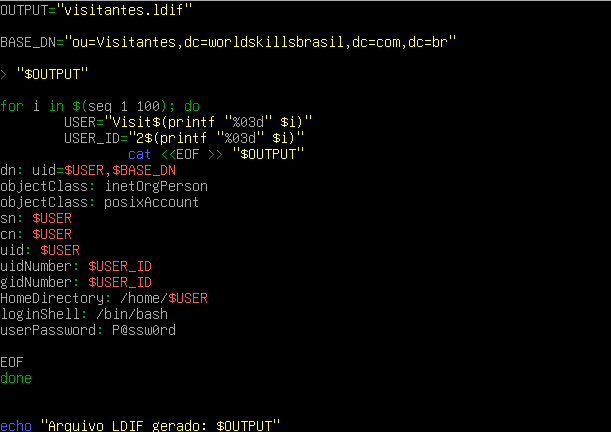 OUTPUT="visitantes.ldif"
BASE_DN="ou=Visitantes,dc=worldskillsbrasil,dc=com,dc=br"
> "$OUTPUT"
for i in $(seq 1 100); do
USER="Visit$(printf "%03d" $i)"
USER_ID="2$(printf "%03d" $i)"
cat <<EOF >> "$OUTPUT"
dn: uid=$USER,$BASE_DN
objectClass: inetOrgPerson
objectClass: posixAccount
sn: $USER
cn: $USER
uid: $USER
uidNumber: $USER_ID
gidNumber: $USER_ID
HomeDirectory: /home/$USER
loginShell: /bin/bash
userPassword: P@ssw0rd
EOF
done
echo "Arquivo LDIF gerado: $OUTPUT"